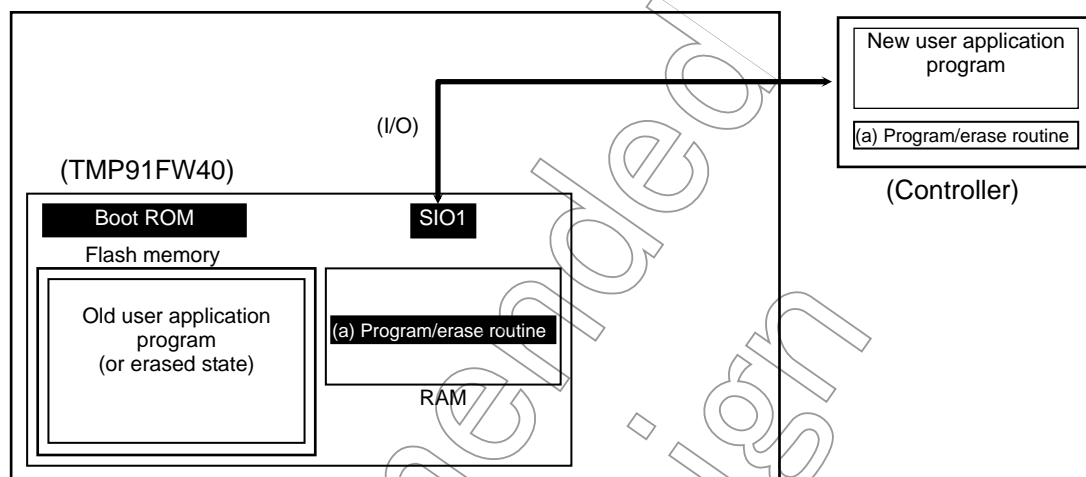 New user application
program
(I/O)
(a) Program/erase routine
(TMP91FW40)
(Controller)
Boot ROM
SIO1
Flash memory
Old user application
program
(or erased state)
(a) Program/erase routine
RAM